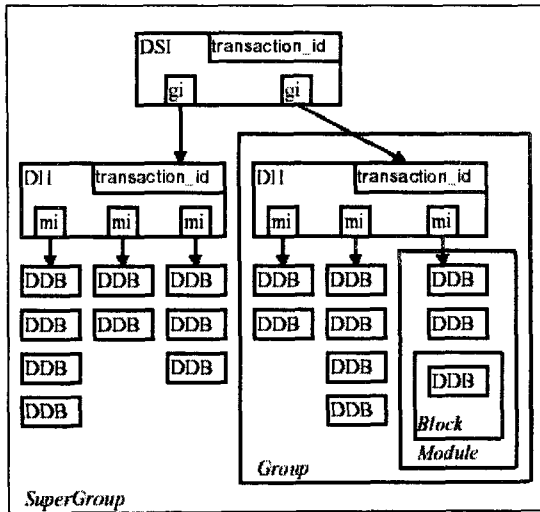 DSI transaction_id
gi gi
DII transaction_id DII transaction_id
mi mi mi mi mi mi
DDB DDB DDB DDB DDB DDB
DDB DDB DDB DDB DDB DDB
DDB DDB DDB DDB
DDB DDB
Block
Module
Group
SuperGroup